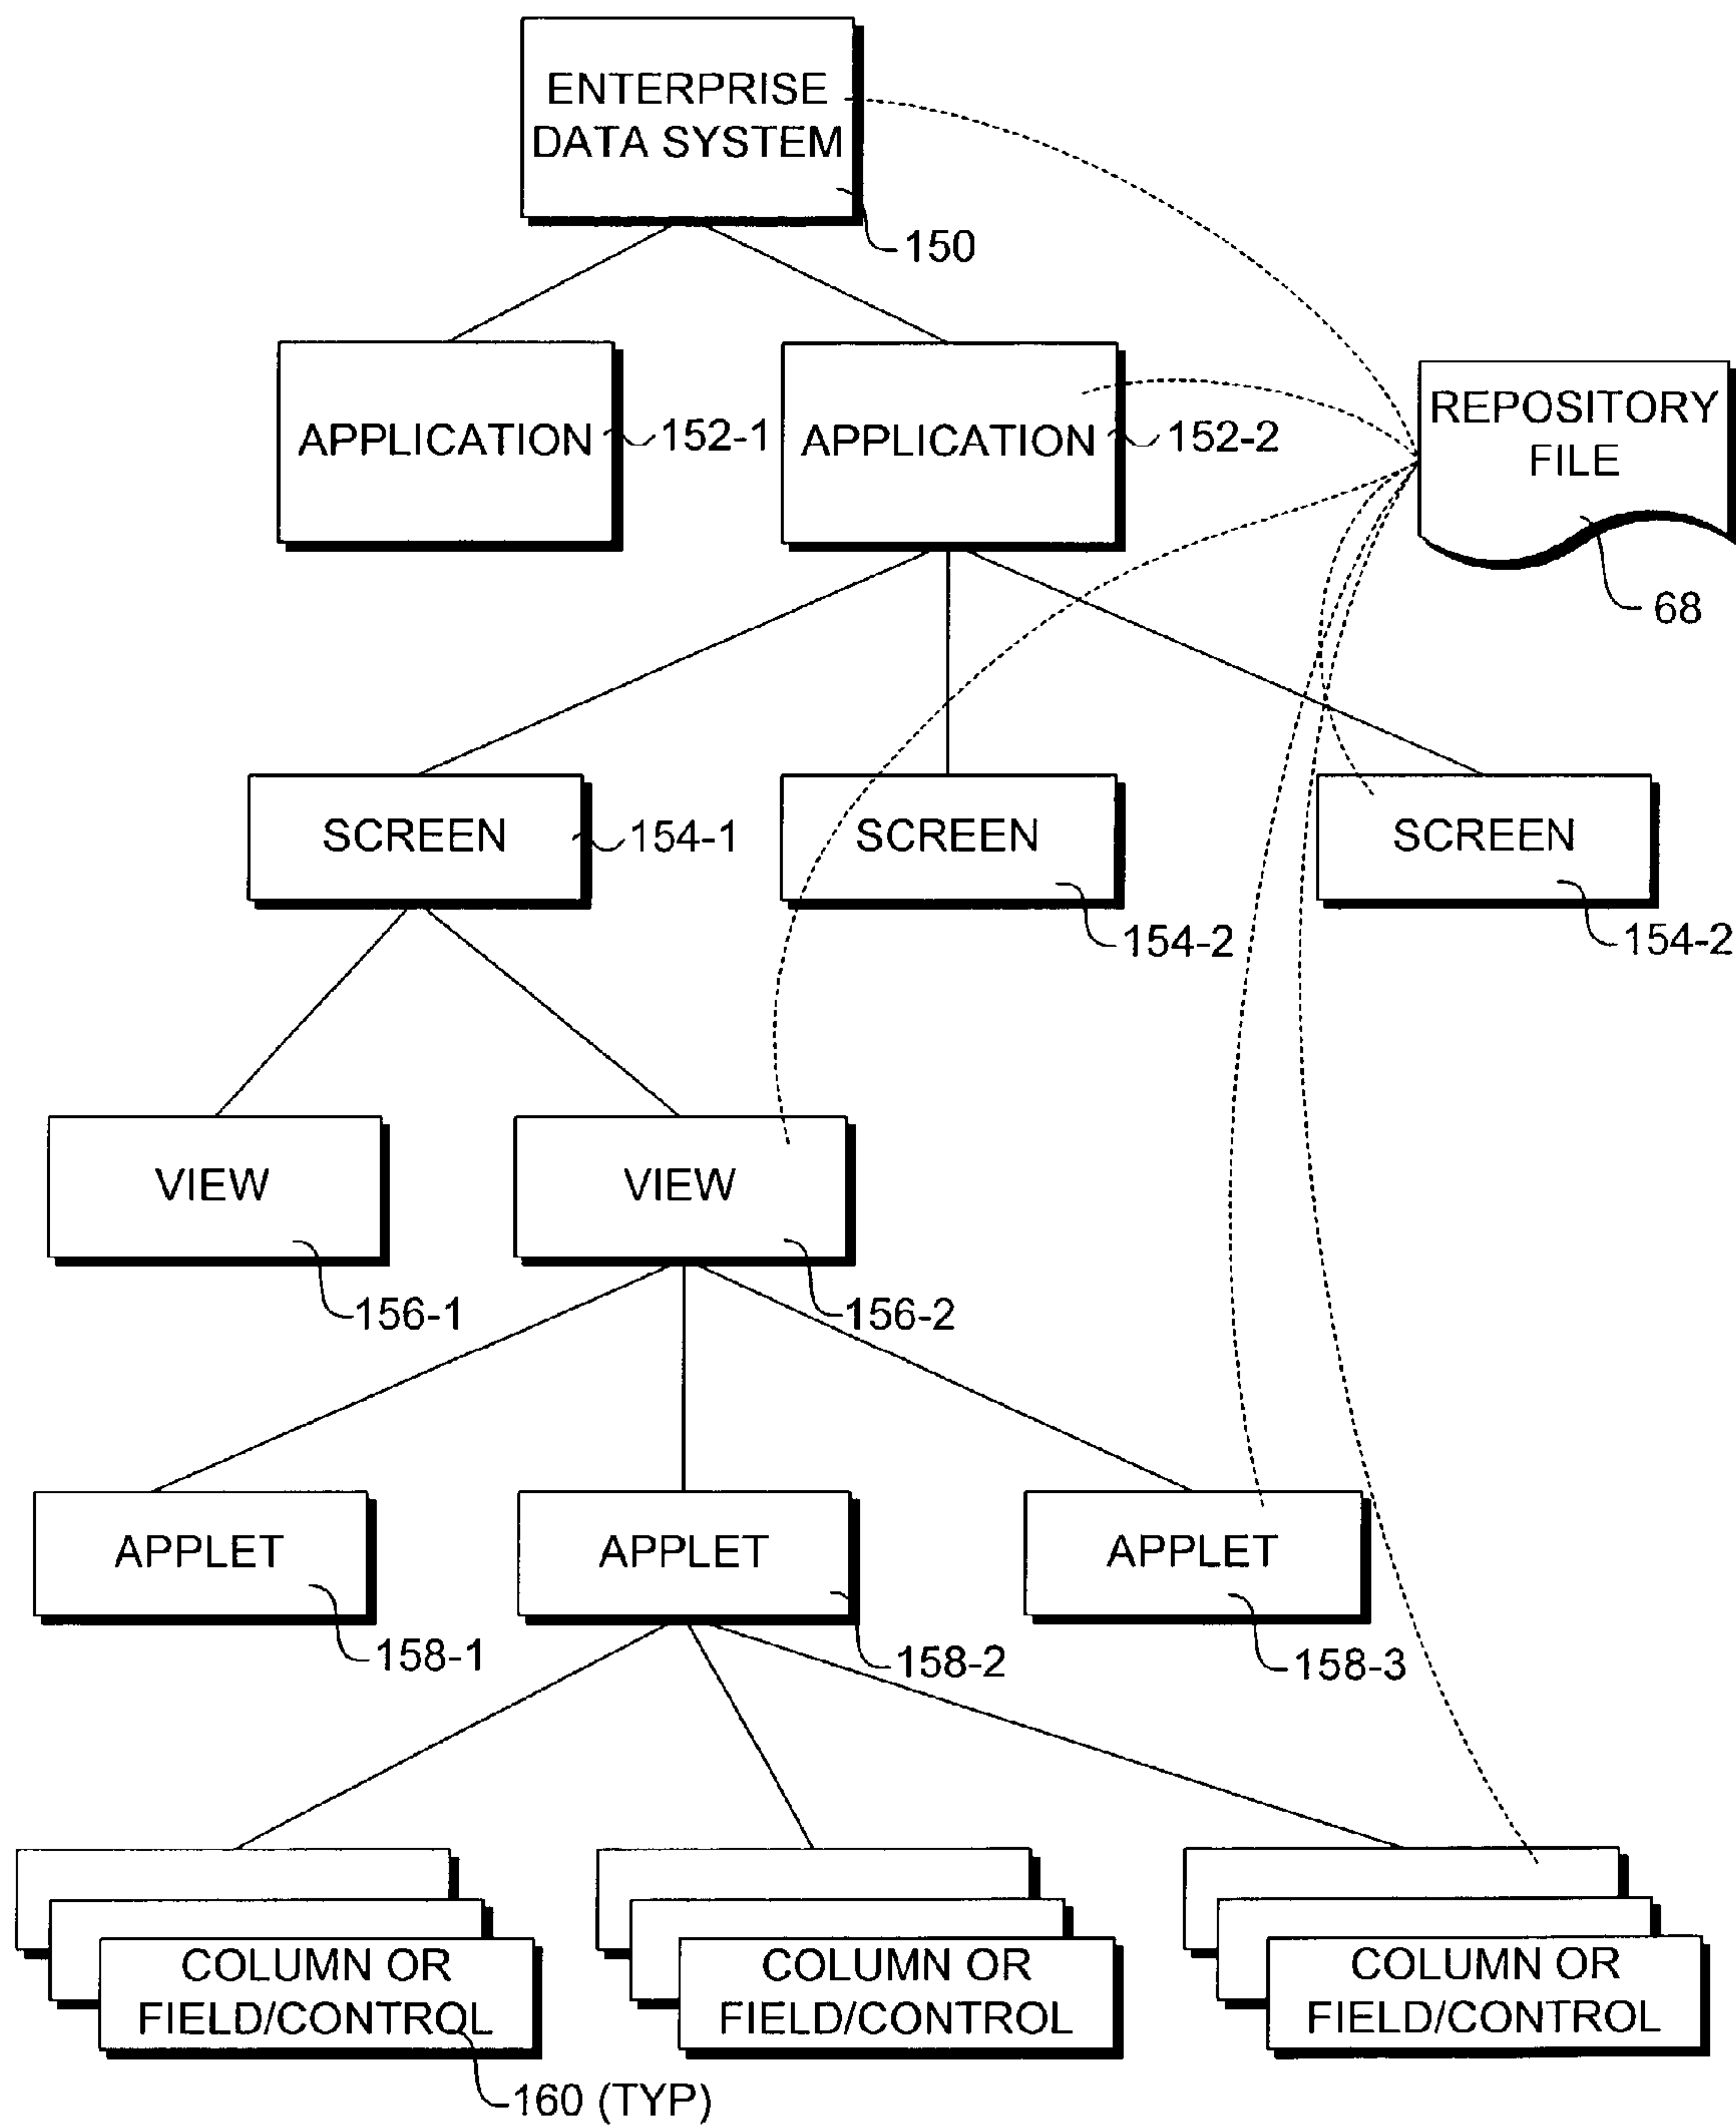 ENTERPRISE
DATA SYSTEM
150
APPLICATION
152-1
APPLICATION
152-2
REPOSITORY
FILE
68
SCREEN
154-1
SCREEN
154-2
SCREEN
154-2
VIEW
156-1
VIEW
156-2
APPLET
158-1
APPLET
158-2
APPLET
158-3
COLUMN OR
FIELD/CONTROL
160 (TYP)
COLUMN OR
FIELD/CONTROL
COLUMN OR
FIELD/CONTROL